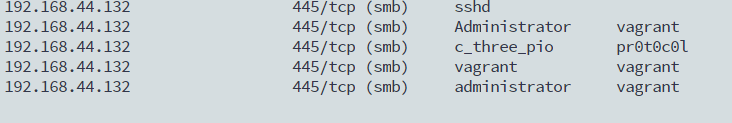 192.168.44.132 445/tcp (smb) sshd
192.168.44.132 445/tcp (smb) Administrator vagrant
192.168.44.132 445/tcp (smb) c_three_pio pr0t0c0l
192.168.44.132 445/tcp (smb) vagrant vagrant
192.168.44.132 445/tcp (smb) administrator vagrant